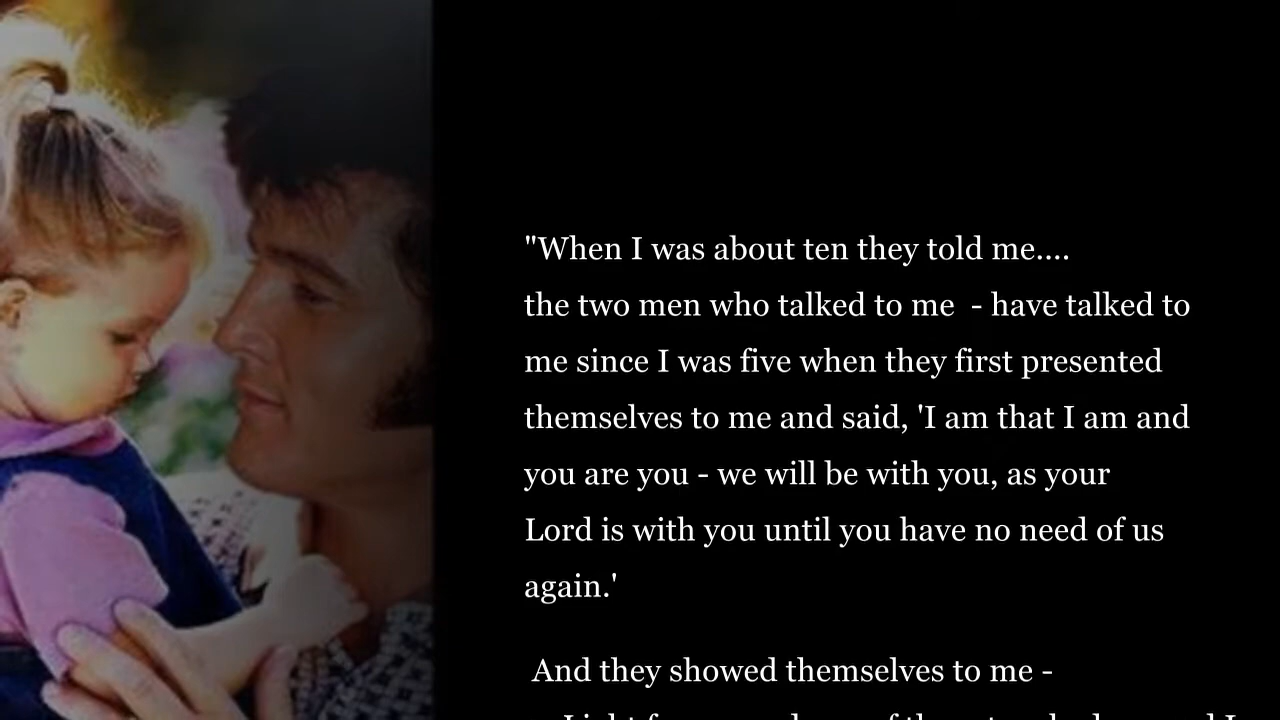 "When I was about ten they told me....
the two men who talked to me  - have talked to
me since I was five when they first presented
themselves to me and said, 'I am that I am and
you are you - we will be with you, as your
Lord is with you until you have no need of us
again.'
And they showed themselves to me -